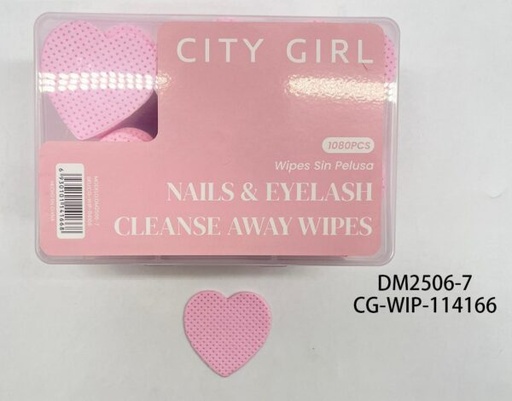 CITY GIRL
1080PCS
Wipes Sin Pelusa
NAILS & EYELASH
CLEANSE AWAY WIPES
DM2506-7
CG-WIP-114166